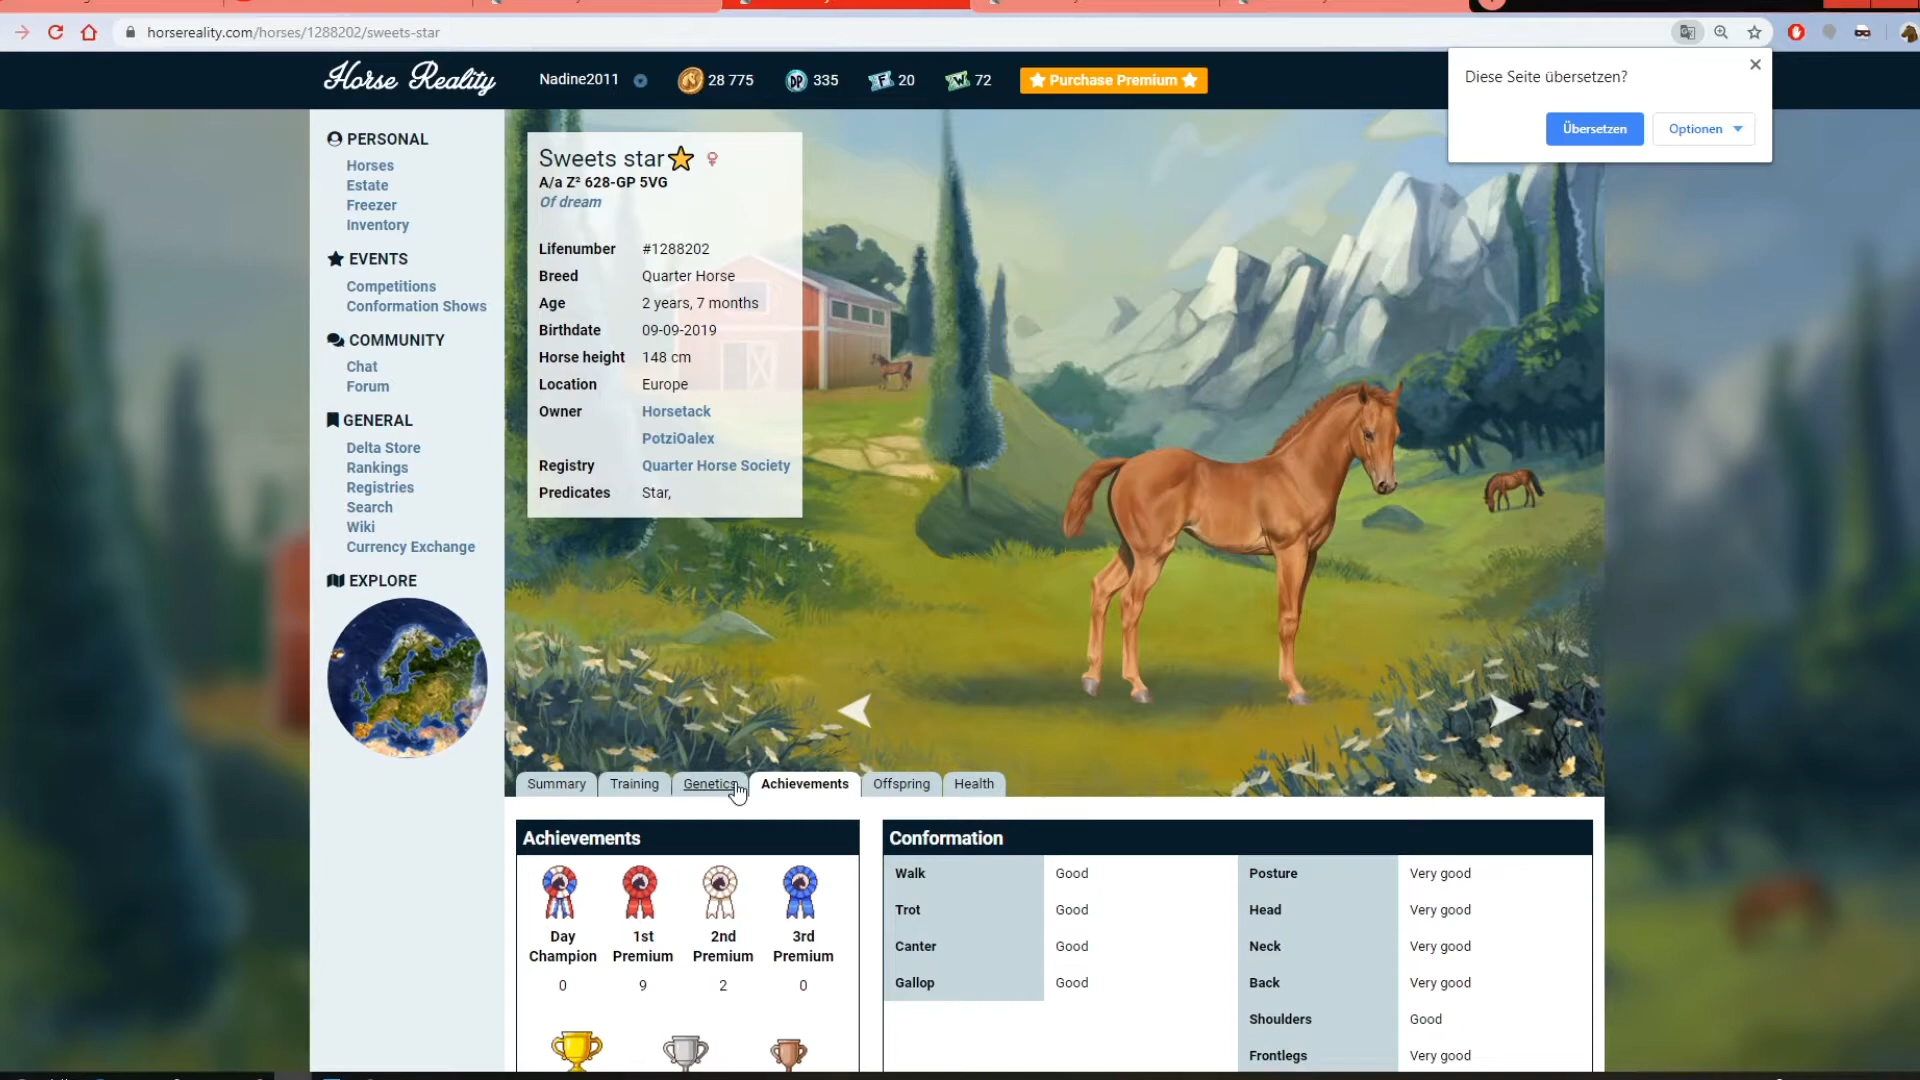 horsereality.com/horses/1288202/sweets-star
Diese Seite übersetzen?
Übersetzen
Optionen
Horse Reality
Nadine2011
28 775
DP
335
F
20
W
72
Purchase Premium
PERSONAL
Horses
Estate
Freezer
Inventory
EVENTS
Competitions
Conformation Shows
COMMUNITY
Chat
Forum
GENERAL
Delta Store
Rankings
Registries
Search
Wiki
Currency Exchange
EXPLORE
Sweets star
A/a Z² 628-GP 5VG
Of dream
Lifenumber #1288202
Breed Quarter Horse
Age 2 years, 7 months
Birthdate 09-09-2019
Horse height 148 cm
Location Europe
Owner Horsetack
PotziOalex
Registry Quarter Horse Society
Predicates Star,
Summary
Training
Genetics
Achievements
Offspring
Health
Achievements
Day Champion
1st Premium
2nd Premium
3rd Premium
0
9
2
0
Conformation
Walk Good
Trot Good
Canter Good
Gallop Good
Posture Very good
Head Very good
Neck Very good
Back Very good
Shoulders Good
Frontlegs Very good